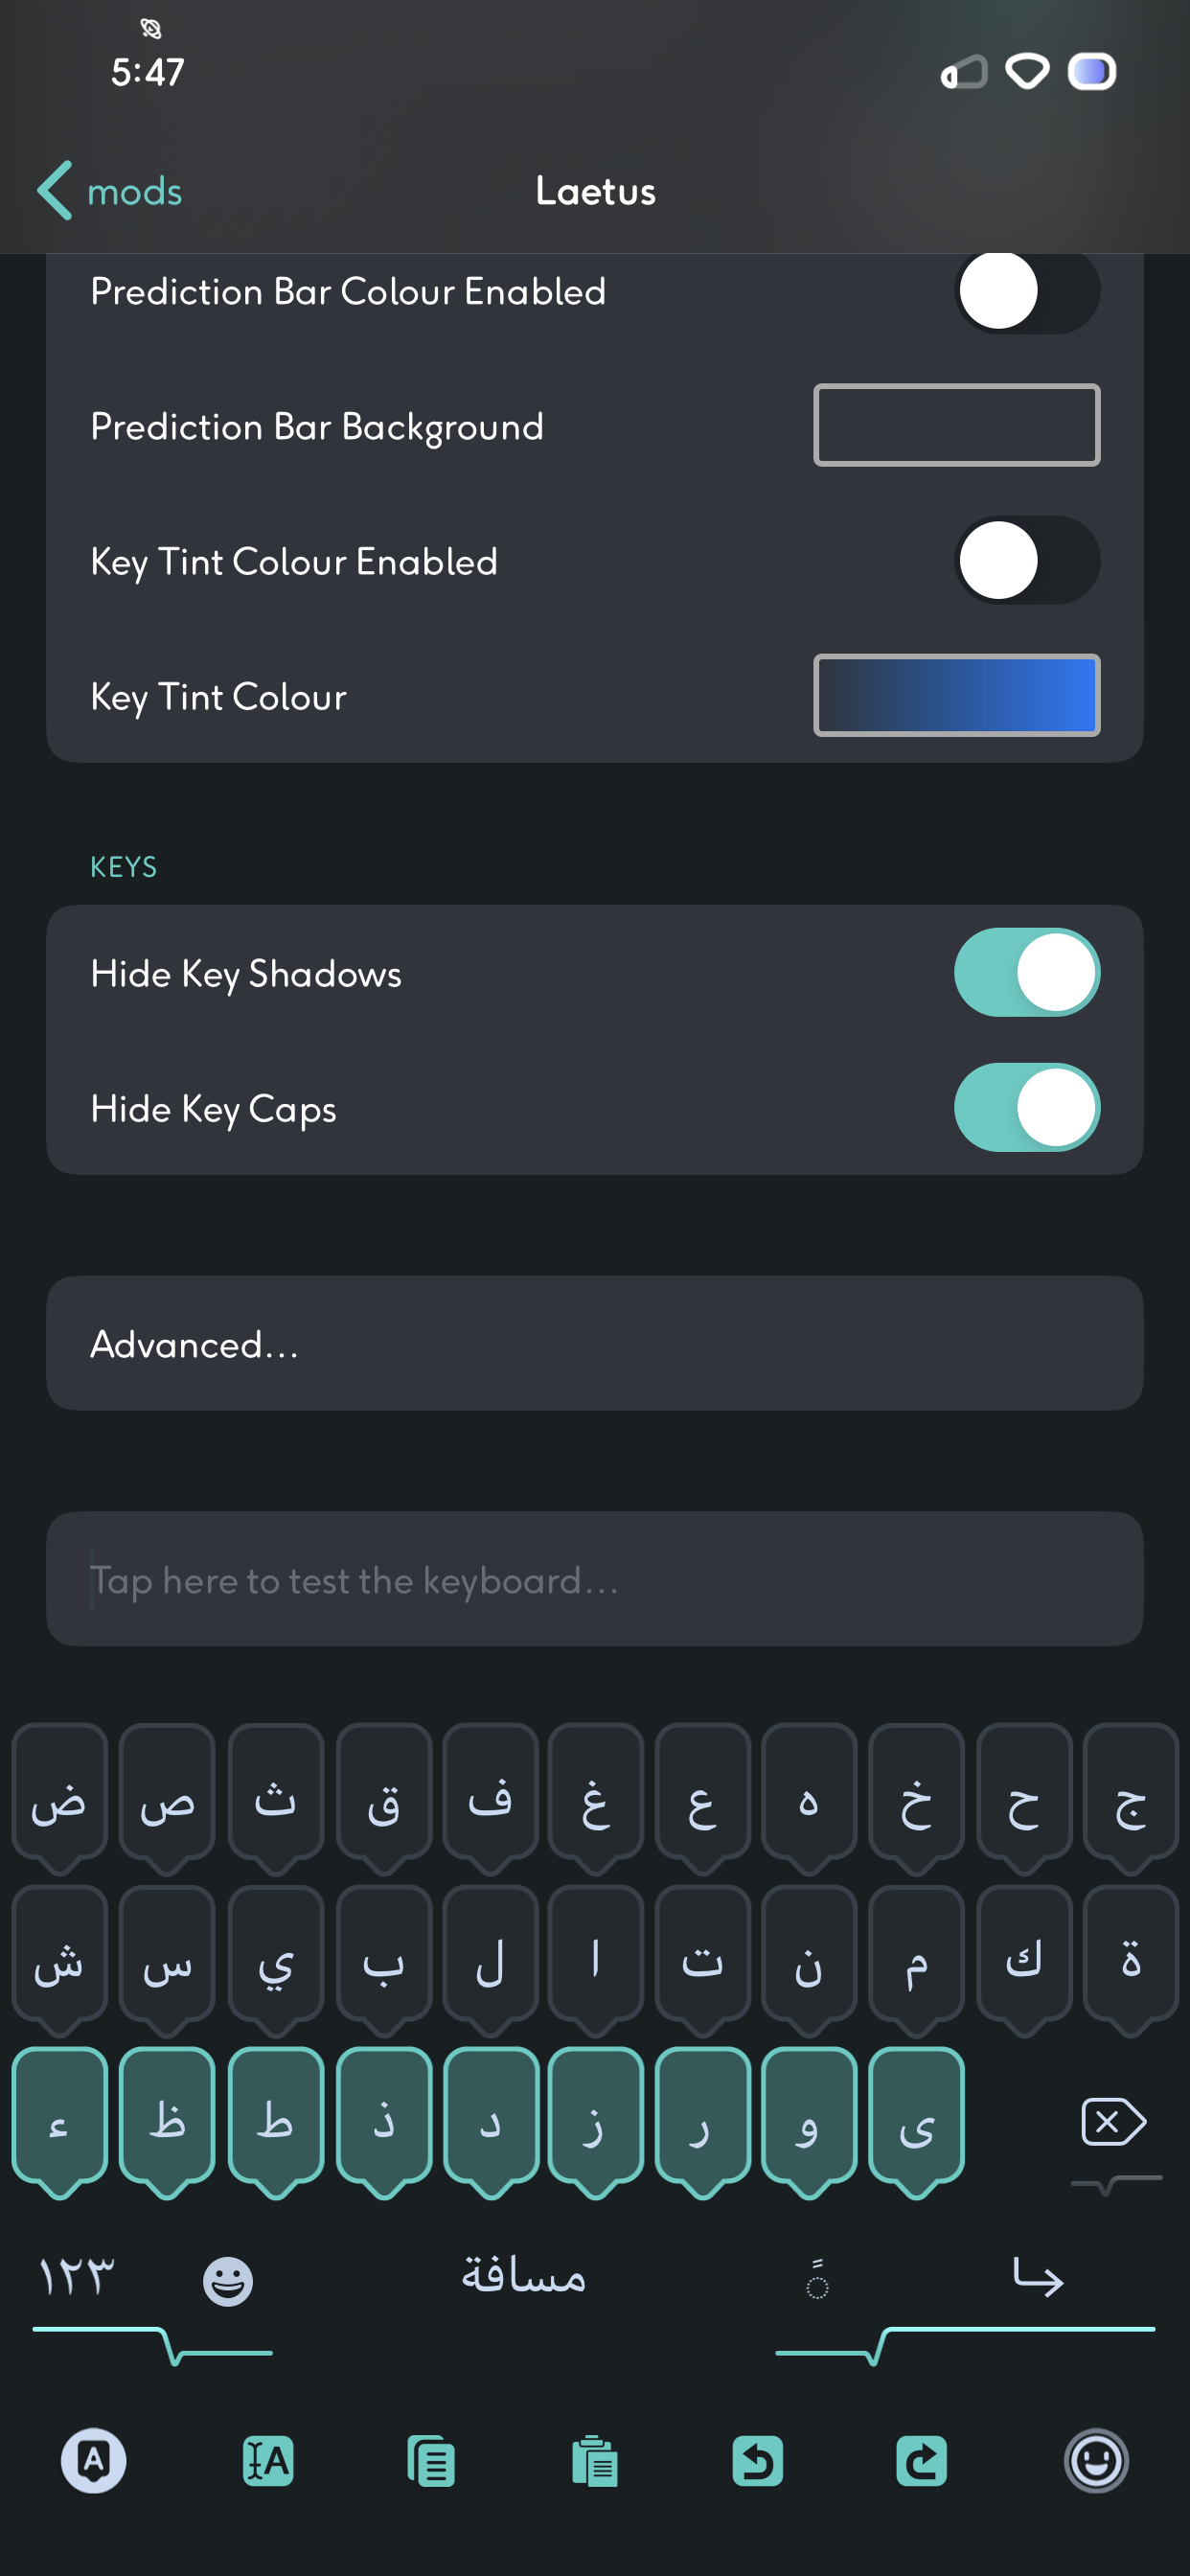 5:47
mods
Laetus
Prediction Bar Colour Enabled
Prediction Bar Background
Key Tint Colour Enabled
Key Tint Colour
KEYS
Hide Key Shadows
Hide Key Caps
Advanced...
Tap here to test the keyboard...
ض ص ث ق ف غ ع ه خ ح ج
ش س ي ب ل ا ت ن م ك ة
ء ظ ط ذ د ز ر و ى
١٢٣ مسافة ً
A A